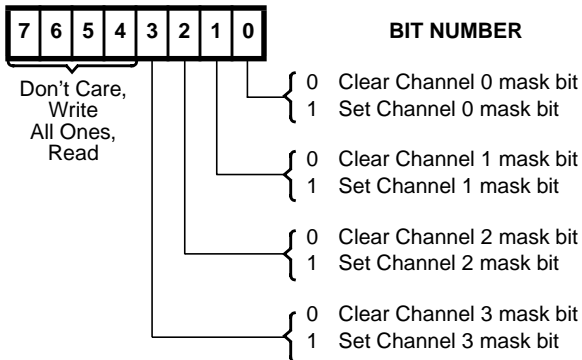 7 6 5 4 3 2 1 0 BIT NUMBER
Don't Care,
Write
All Ones,
Read
0 Clear Channel 0 mask bit
1 Set Channel 0 mask bit
0 Clear Channel 1 mask bit
1 Set Channel 1 mask bit
0 Clear Channel 2 mask bit
1 Set Channel 2 mask bit
0 Clear Channel 3 mask bit
1 Set Channel 3 mask bit